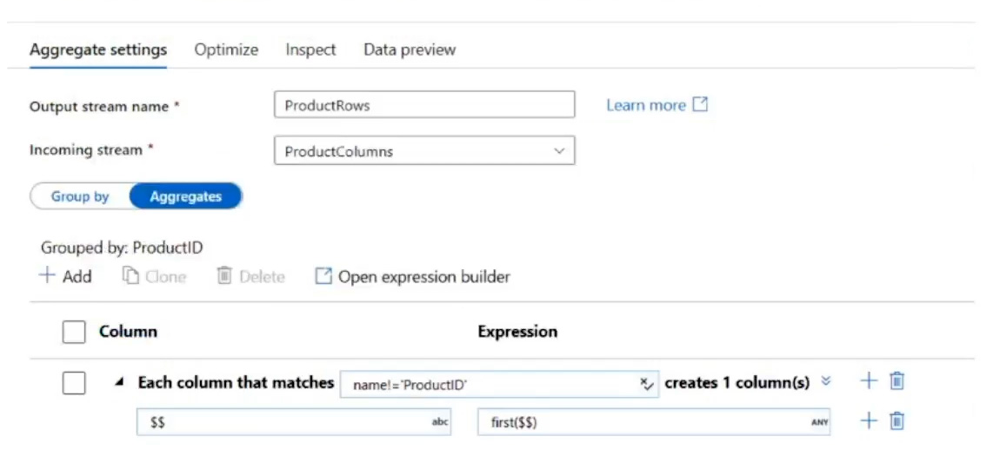 Aggregate settings Optimize Inspect Data preview
Output stream name * ProductRows Learn more
Incoming stream * ProductColumns
Group by Aggregates
Grouped by: ProductID
+ Add Clone Delete Open expression builder
Column Expression
Each column that matches name!='ProductID' creates 1 column(s)
$$ abc first($$) ANY